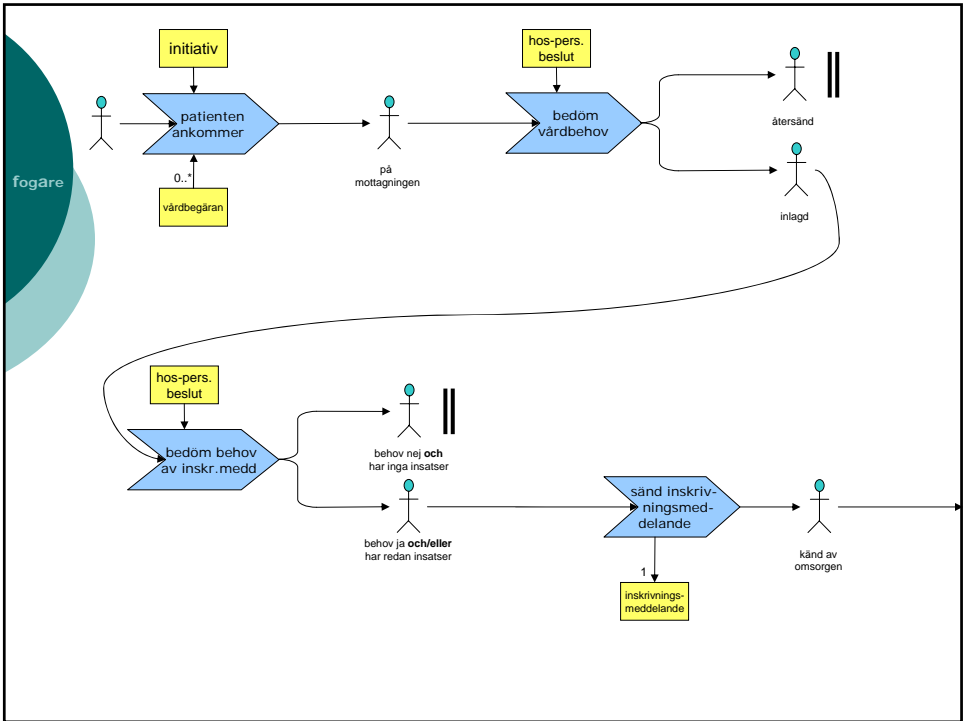 initiativ
hos-pers.
beslut
patienten
ankommer
bedöm
vårdbehov
återsänd
på
mottagningen
0..*
vårdbegäran
inlagd
fogare
hos-pers.
beslut
bedöm behov
av inskr.medd
behov nej och
har inga insatser
behov ja och/eller
har redan insatser
sänd inskriv-
ningsmed-
delande
känd av
omsorgen
1
inskrivnings-
meddelande